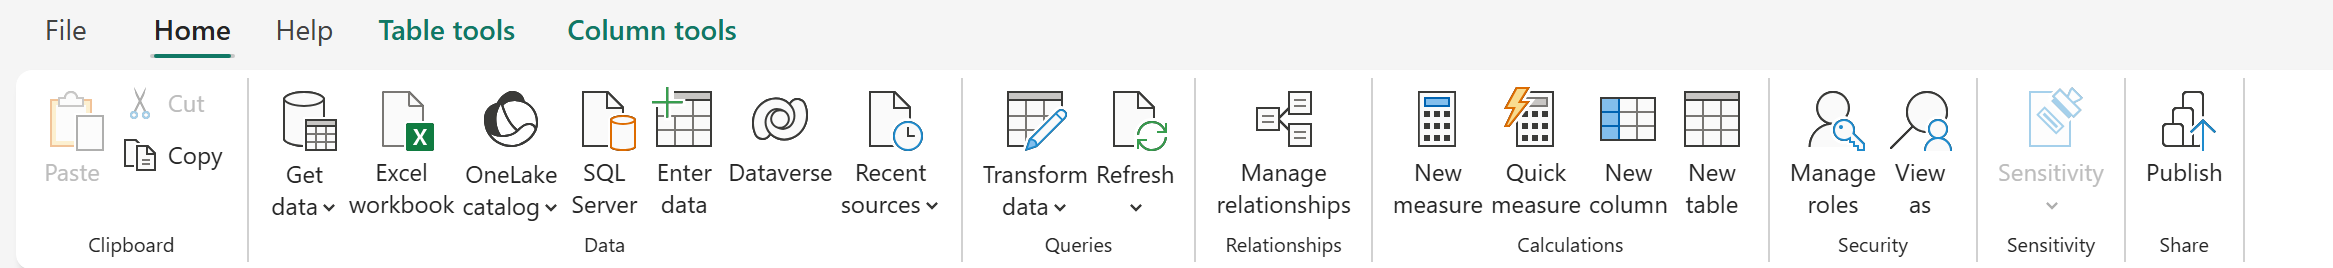 File Home Help Table tools Column tools
Paste
Cut
Copy
Clipboard
Get
data
Excel
workbook
OneLake
catalog
SQL
Server
Enter
data
Dataverse
Recent
sources
Data
Transform
data
Refresh
Queries
Manage
relationships
Relationships
New
measure
Quick
measure
New
column
New
table
Calculations
Manage
roles
View
as
Security
Sensitivity
Sensitivity
Publish
Share